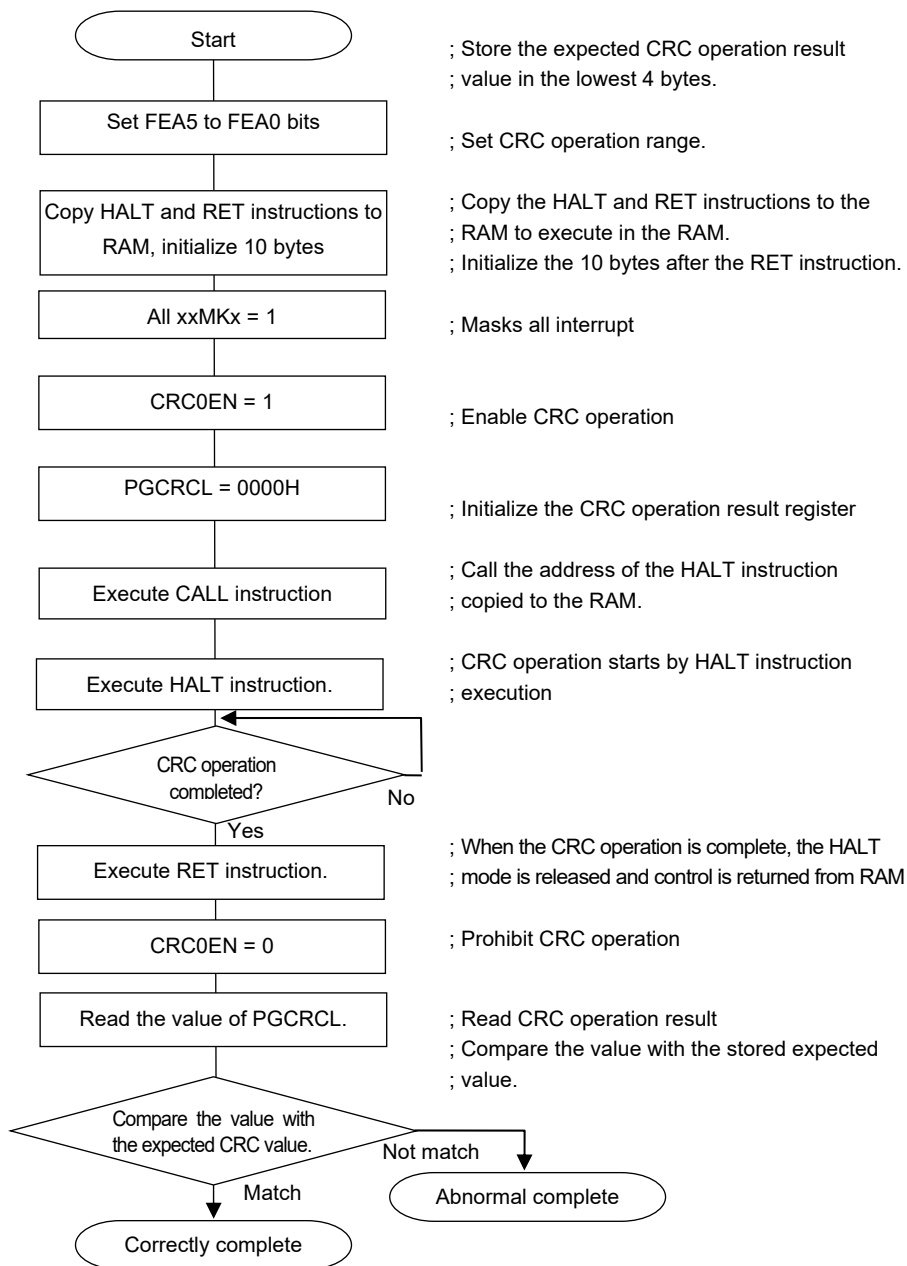 Start
; Store the expected CRC operation result
; value in the lowest 4 bytes.
Set FEA5 to FEA0 bits
; Set CRC operation range.
Copy HALT and RET instructions to
RAM, initialize 10 bytes
; Copy the HALT and RET instructions to the
; RAM to execute in the RAM.
; Initialize the 10 bytes after the RET instruction.
All xxMKx = 1
; Masks all interrupt
CRC0EN = 1
; Enable CRC operation
PGCRCL = 0000H
; Initialize the CRC operation result register
Execute CALL instruction
; Call the address of the HALT instruction
; copied to the RAM.
Execute HALT instruction.
; CRC operation starts by HALT instruction
; execution
CRC operation
completed?
No
Yes
Execute RET instruction.
; When the CRC operation is complete, the HALT
; mode is released and control is returned from RAM
CRC0EN = 0
; Prohibit CRC operation
Read the value of PGCRCL.
; Read CRC operation result
; Compare the value with the stored expected
; value.
Compare the value with
the expected CRC value.
Not match
Match
Abnormal complete
Correctly complete